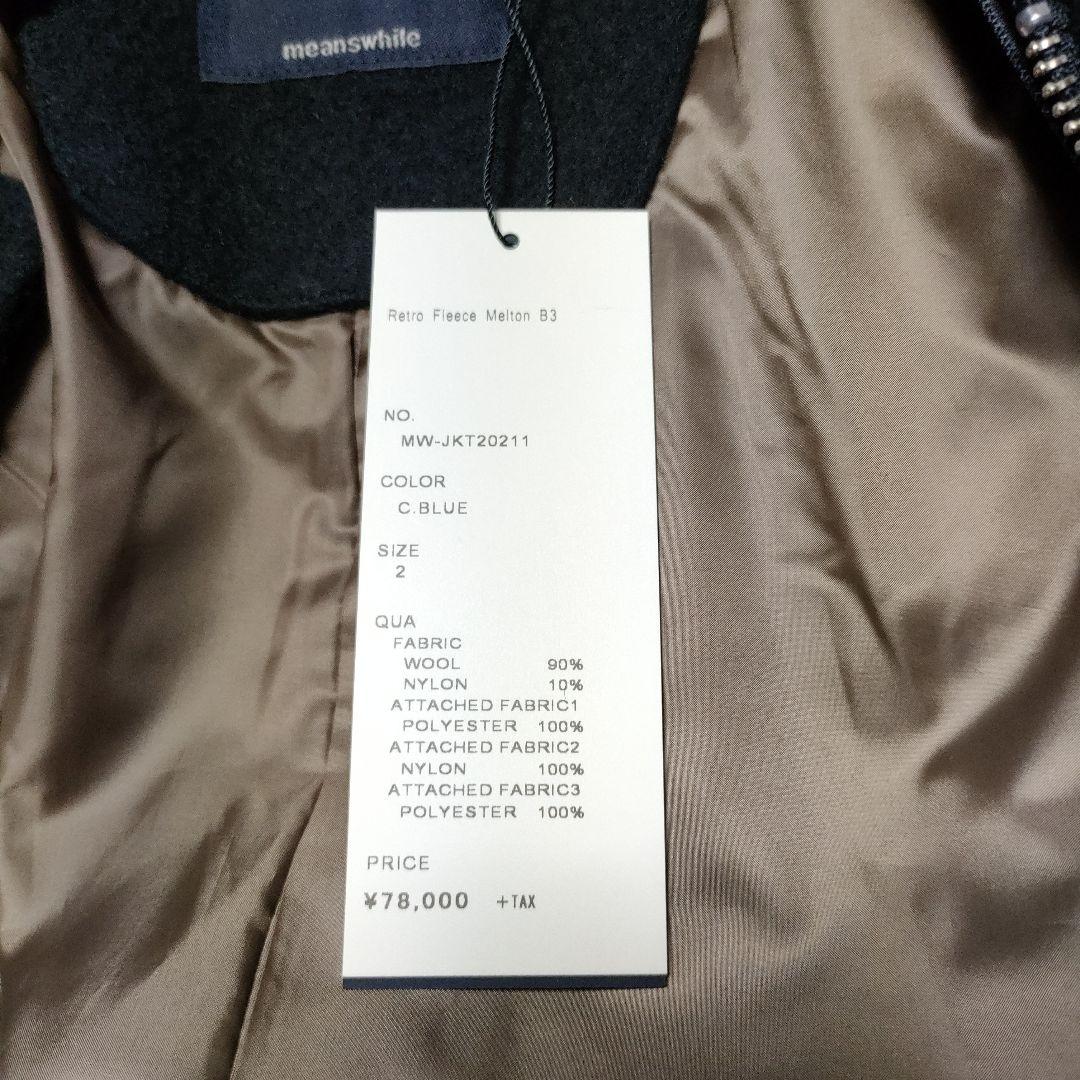 meanswhile
Retro Fleece Melton B3
NO.
MW-JKT20211
COLOR
C.BLUE
SIZE
2
QUA
FABRIC
WOOL 90%
NYLON 10%
ATTACHED FABRIC1
POLYESTER 100%
ATTACHED FABRIC2
NYLON 100%
ATTACHED FABRIC3
POLYESTER 100%
PRICE
¥78,000 +TAX